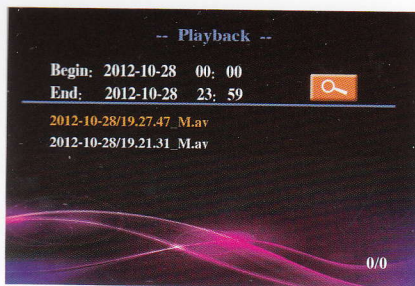 -- Playback --
Begin: 2012-10-28 00: 00
End: 2012-10-28 23: 59
2012-10-28/19.27.47_M.av
2012-10-28/19.21.31_M.av
0/0